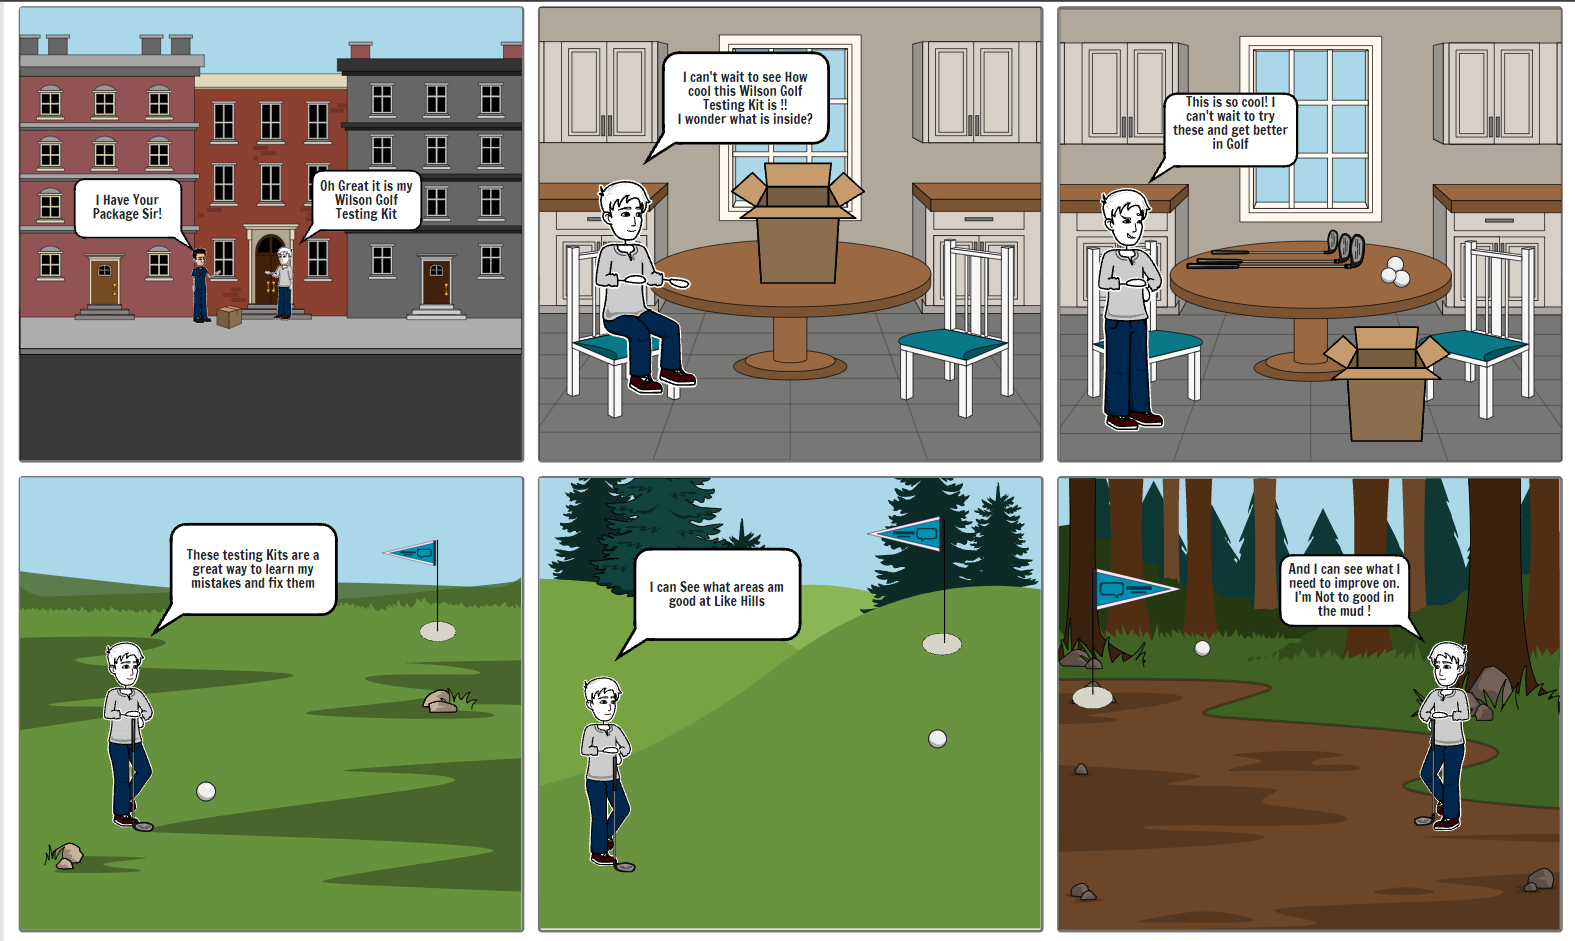 I Have Your
Package Sir!
Oh Great it is my
Wilson Golf
Testing Kit
I can't wait to see How
cool this Wilson Golf
Testing Kit is !!
I wonder what is inside?
This is so cool! I
can't wait to try
these and get better
in Golf
These testing Kits are a
great way to learn my
mistakes and fix them
I can See what areas am
good at Like Hills
And I can see what I
need to improve on.
I'm Not to good in
the mud !